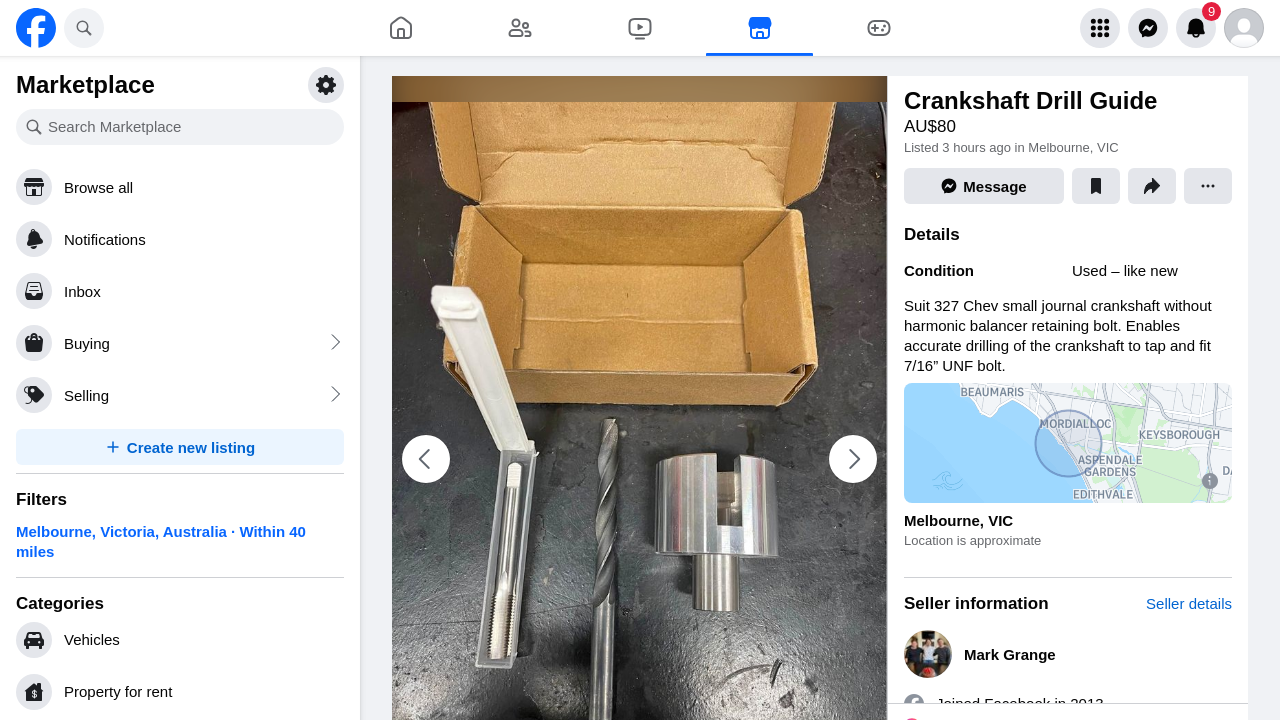 9
Marketplace
Search Marketplace
Browse all
Notifications
Inbox
Buying
Selling
Create new listing
Filters
Melbourne, Victoria, Australia · Within 40
miles
Categories
Vehicles
Property for rent
Crankshaft Drill Guide
AU$80
Listed 3 hours ago in Melbourne, VIC
Message
Details
Condition
Used – like new
Suit 327 Chev small journal crankshaft without
harmonic balancer retaining bolt. Enables
accurate drilling of the crankshaft to tap and fit
7/16” UNF bolt.
BEAUMARIS
MORDIALLOC
KEYSBOROUGH
ASPENDALE
GARDENS
EDITHVALE
Melbourne, VIC
Location is approximate
Seller information
Seller details
Mark Grange
Joined Facebook in 2013